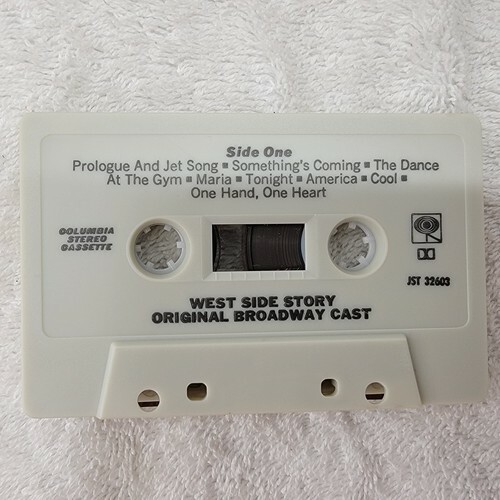 Side One
Prologue And Jet Song ▪ Something's Coming ▪ The Dance
At The Gym ▪ Maria ▪ Tonight ▪ America ▪ Cool ▪
One Hand, One Heart
COLUMBIA
STEREO
CASSETTE
JST 32603
WEST SIDE STORY
ORIGINAL BROADWAY CAST